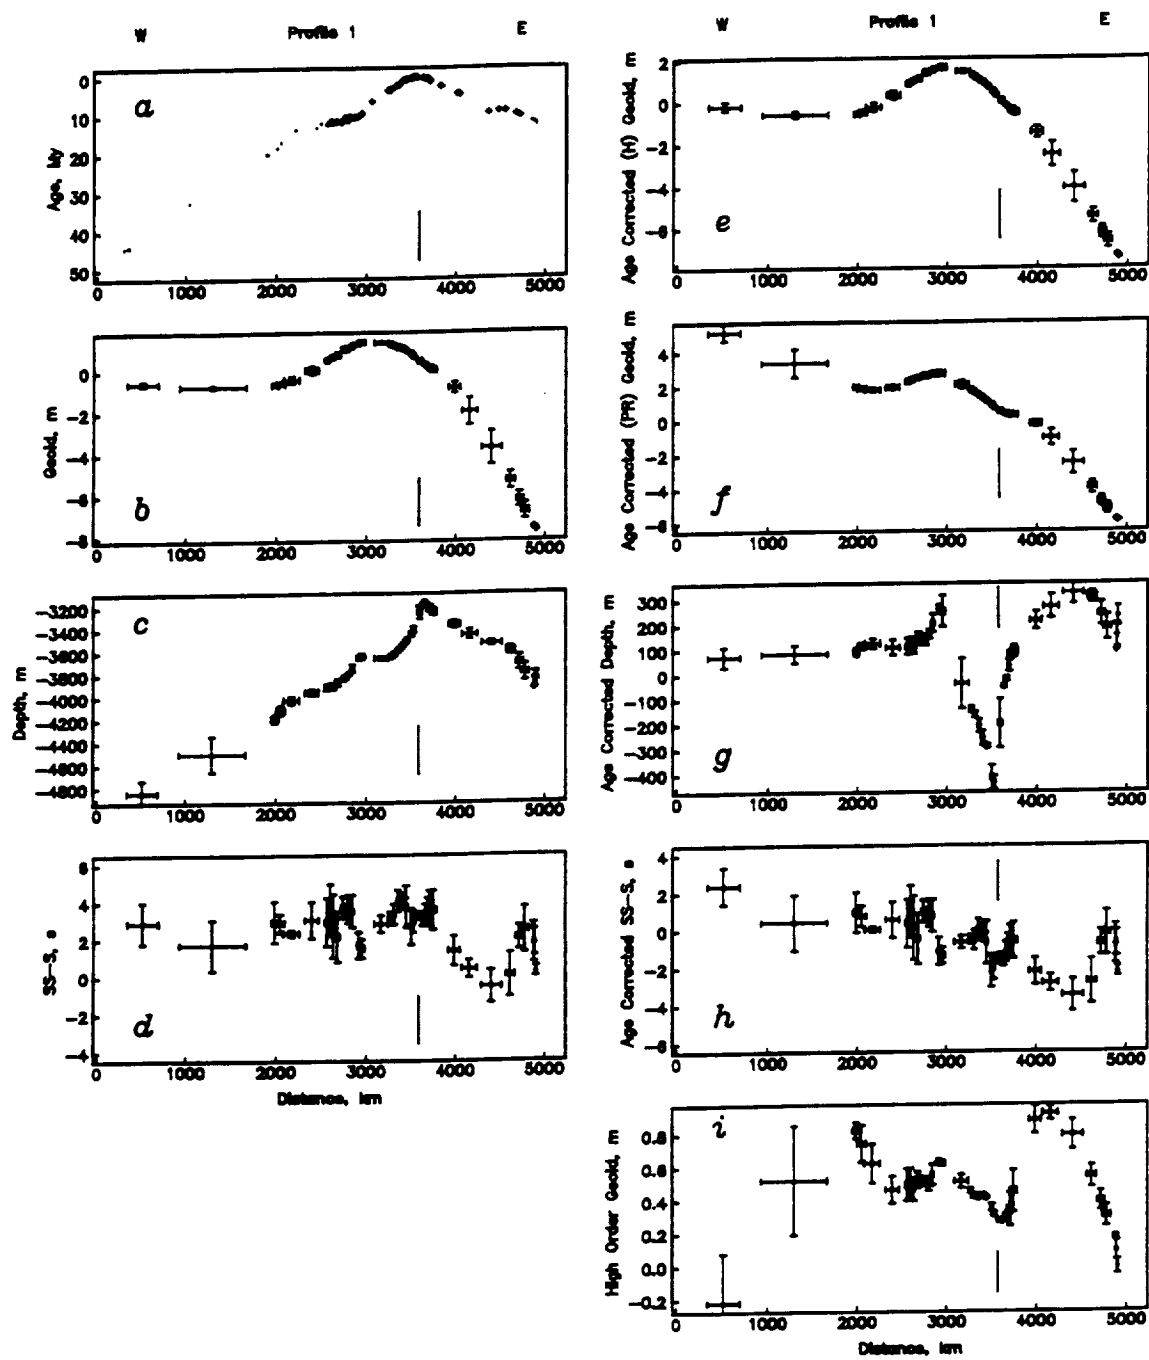 W Profile 1 E
a
Age, My
0
10
20
30
40
50
0 1000 2000 3000 4000 5000
b
Geoid, m
0
−2
−4
−6
−8
0 1000 2000 3000 4000 5000
c
Depth, m
−3200
−3400
−3600
−3800
−4000
−4200
−4400
−4600
−4800
0 1000 2000 3000 4000 5000
d
SS−S, s
6
4
2
0
−2
−4
0 1000 2000 3000 4000 5000
Distance, km
W Profile 1 E
e
Age Corrected (H) Geoid, m
2
0
−2
−4
−6
0 1000 2000 3000 4000 5000
f
Age Corrected (PR) Geoid, m
4
2
0
−2
−4
−6
0 1000 2000 3000 4000 5000
g
Age Corrected Depth, m
300
200
100
0
−100
−200
−300
−400
0 1000 2000 3000 4000 5000
h
Age Corrected SS−S, s
4
2
0
−2
−4
−6
0 1000 2000 3000 4000 5000
i
High Order Geoid, m
0.8
0.6
0.4
0.2
0.0
−0.2
0 1000 2000 3000 4000 5000
Distance, km